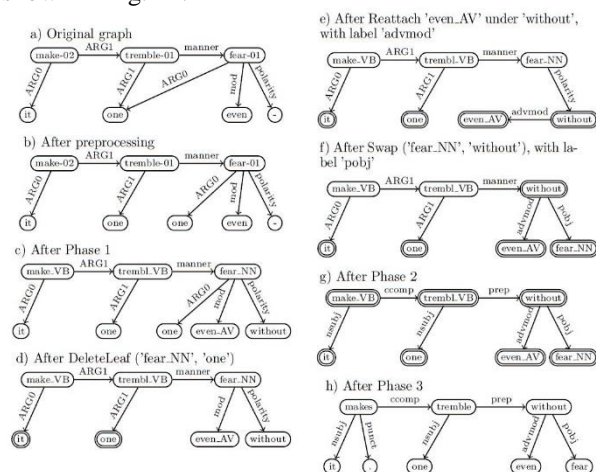 a) Original graph
make-02 ARG1 tremble-01 manner fear-01
ARG0 ARG1 ARG0 mod polarity
it one even -
b) After preprocessing
make-02 ARG1 tremble-01 manner fear-01
ARG0 ARG1 ARG0 mod polarity
it one one even -
c) After Phase 1
make_VB ARG1 trembl_VB manner fear_NN
ARG0 ARG1 ARG0 mod polarity
it one one even_AV without
d) After DeleteLeaf ('fear_NN', 'one')
make_VB ARG1 trembl_VB manner fear_NN
ARG0 ARG1 mod polarity
it one even_AV without
e) After Reattach 'even_AV' under 'without',
with label 'advmod'
make_VB ARG1 trembl_VB manner fear_NN
ARG0 ARG1 polarity
it one even_AV advmod without
f) After Swap ('fear_NN', 'without'), with la-
bel 'pobj'
make_VB ARG1 trembl_VB manner without
ARG0 ARG1 advmod pobj
it one even_AV fear_NN
g) After Phase 2
make_VB ccomp trembl_VB prep without
nsubj nsubj advmod pobj
it one even_AV fear_NN
h) After Phase 3
makes ccomp tremble prep without
nsubj punct nsubj advmod pobj
it . one even fear